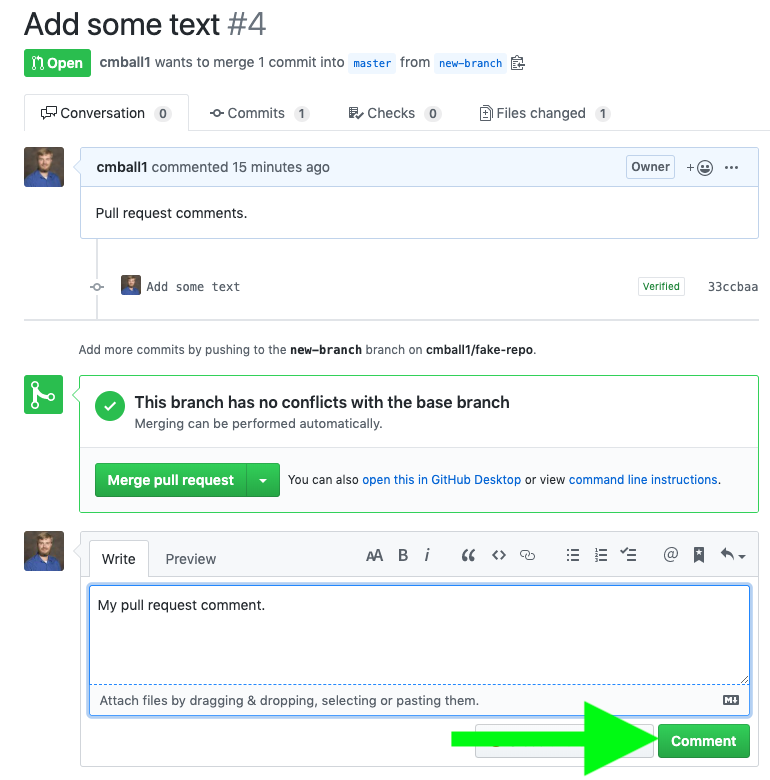 Add some text #4
Open cmball1 wants to merge 1 commit into master from new-branch
Conversation 0 Commits 1 Checks 0 Files changed 1
cmball1 commented 15 minutes ago Owner
Pull request comments.
Add some text Verified 33ccbaa
Add more commits by pushing to the new-branch branch on cmball1/fake-repo.
This branch has no conflicts with the base branch
Merging can be performed automatically.
Merge pull request You can also open this in GitHub Desktop or view command line instructions.
Write Preview AA B i @
My pull request comment.
Attach files by dragging & dropping, selecting or pasting them.
Comment